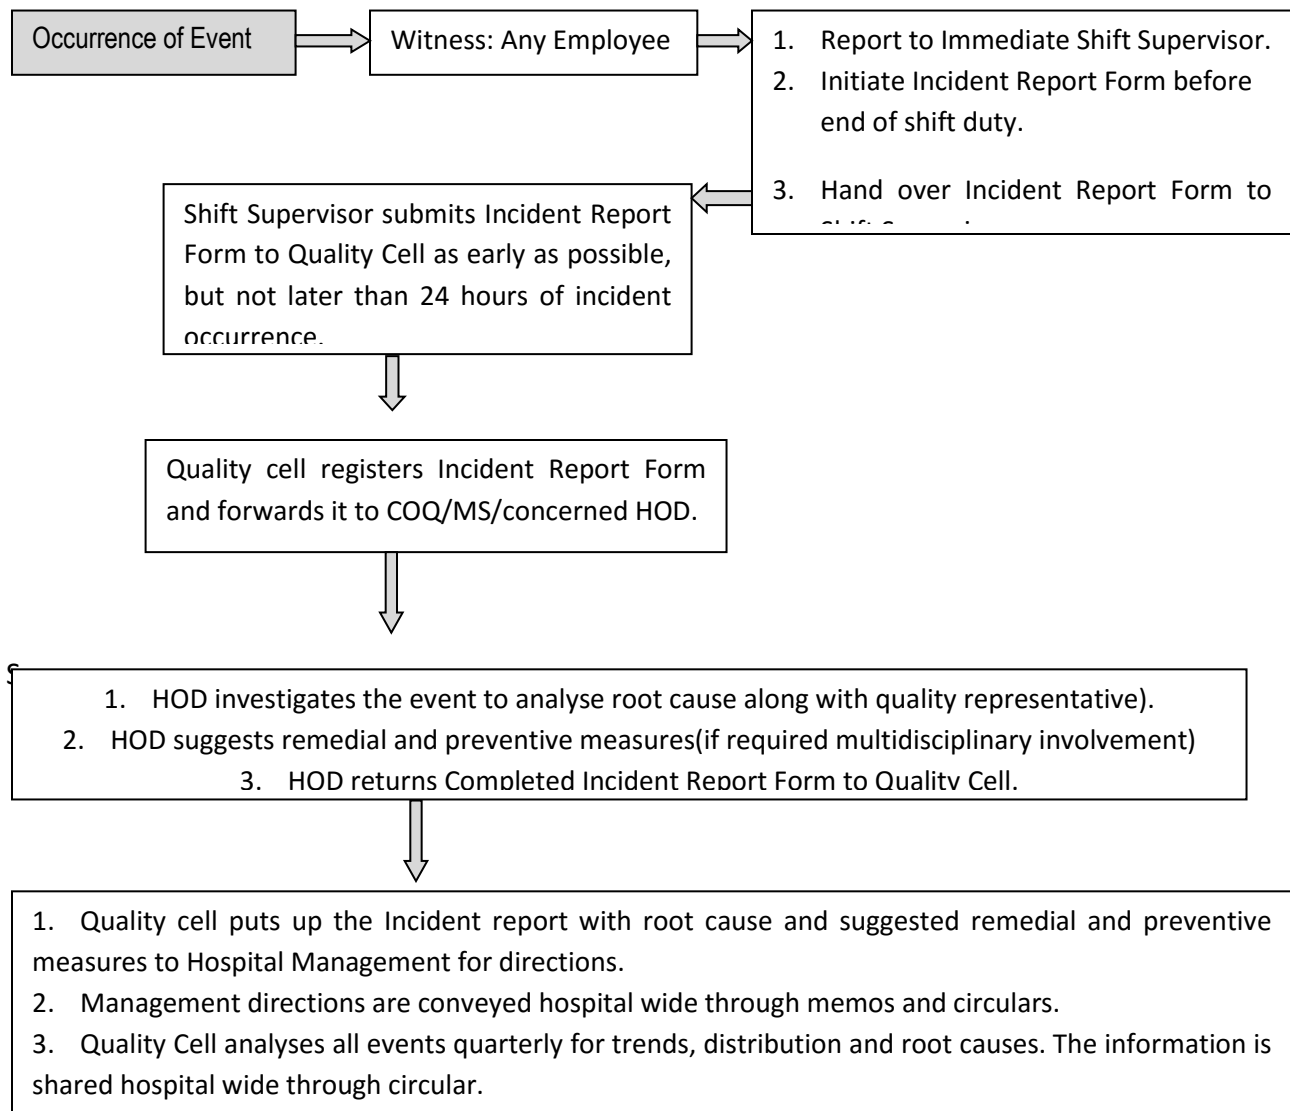 Occurrence of Event
Witness: Any Employee
1. Report to Immediate Shift Supervisor.
2. Initiate Incident Report Form before
end of shift duty.
3. Hand over Incident Report Form to
Shift Supervisor submits Incident Report
Form to Quality Cell as early as possible,
but not later than 24 hours of incident
occurrence.
Quality cell registers Incident Report Form
and forwards it to COQ/MS/concerned HOD.
S
1. HOD investigates the event to analyse root cause along with quality representative).
2. HOD suggests remedial and preventive measures(if required multidisciplinary involvement)
3. HOD returns Completed Incident Report Form to Quality Cell.
1. Quality cell puts up the Incident report with root cause and suggested remedial and preventive
measures to Hospital Management for directions.
2. Management directions are conveyed hospital wide through memos and circulars.
3. Quality Cell analyses all events quarterly for trends, distribution and root causes. The information is
shared hospital wide through circular.